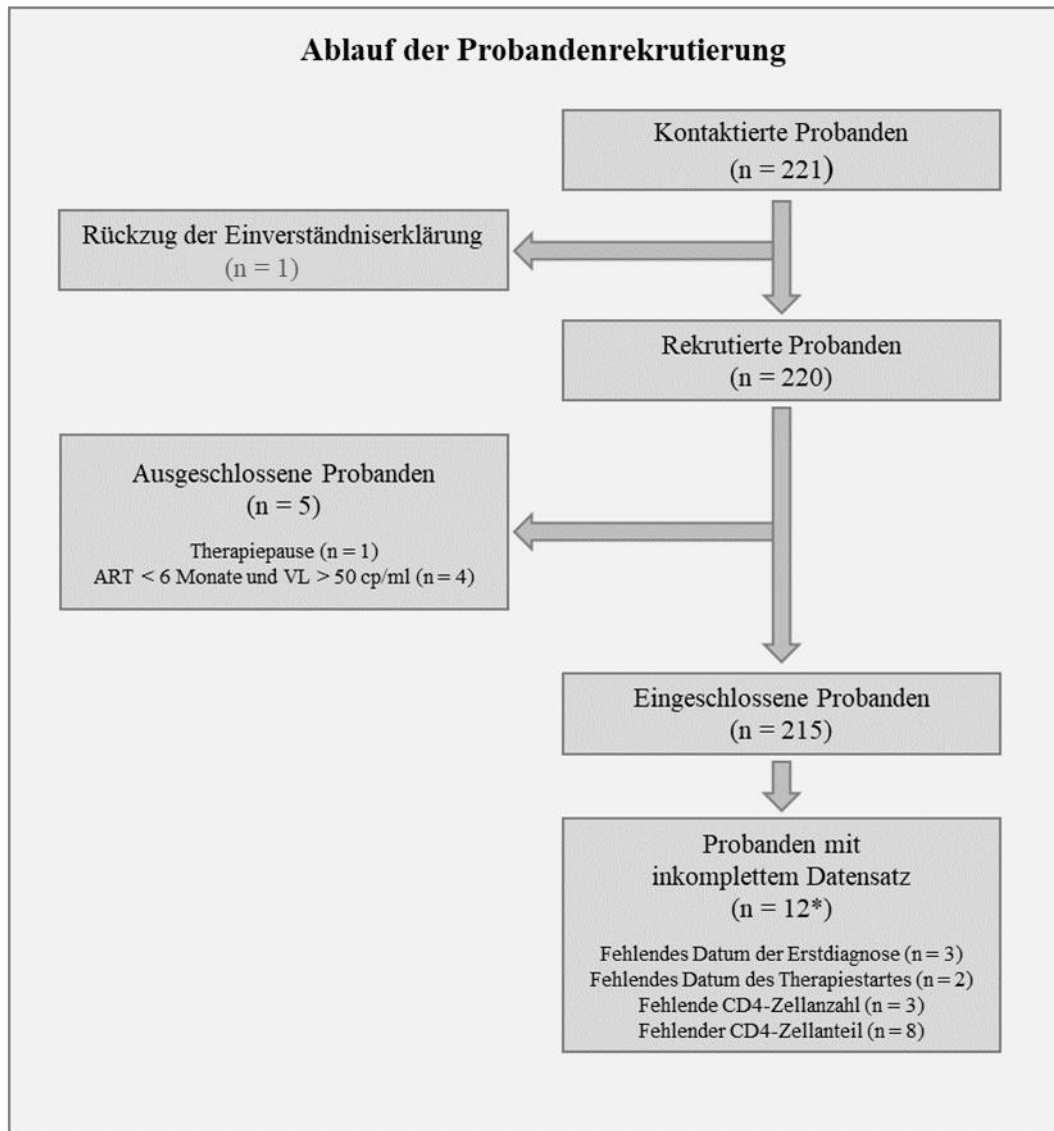 Ablauf der Probandenrekrutierung
Kontaktierte Probanden
(n = 221)
Rückzug der Einverständniserklärung
(n = 1)
Rekrutierte Probanden
(n = 220)
Ausgeschlossene Probanden
(n = 5)
Therapiepause (n = 1)
ART < 6 Monate und VL > 50 cp/ml (n = 4)
Eingeschlossene Probanden
(n = 215)
Probanden mit
inkomplettem Datensatz
(n = 12*)
Fehlendes Datum der Erstdiagnose (n = 3)
Fehlendes Datum des Therapiestartes (n = 2)
Fehlende CD4-Zellanzahl (n = 3)
Fehlender CD4-Zellanteil (n = 8)